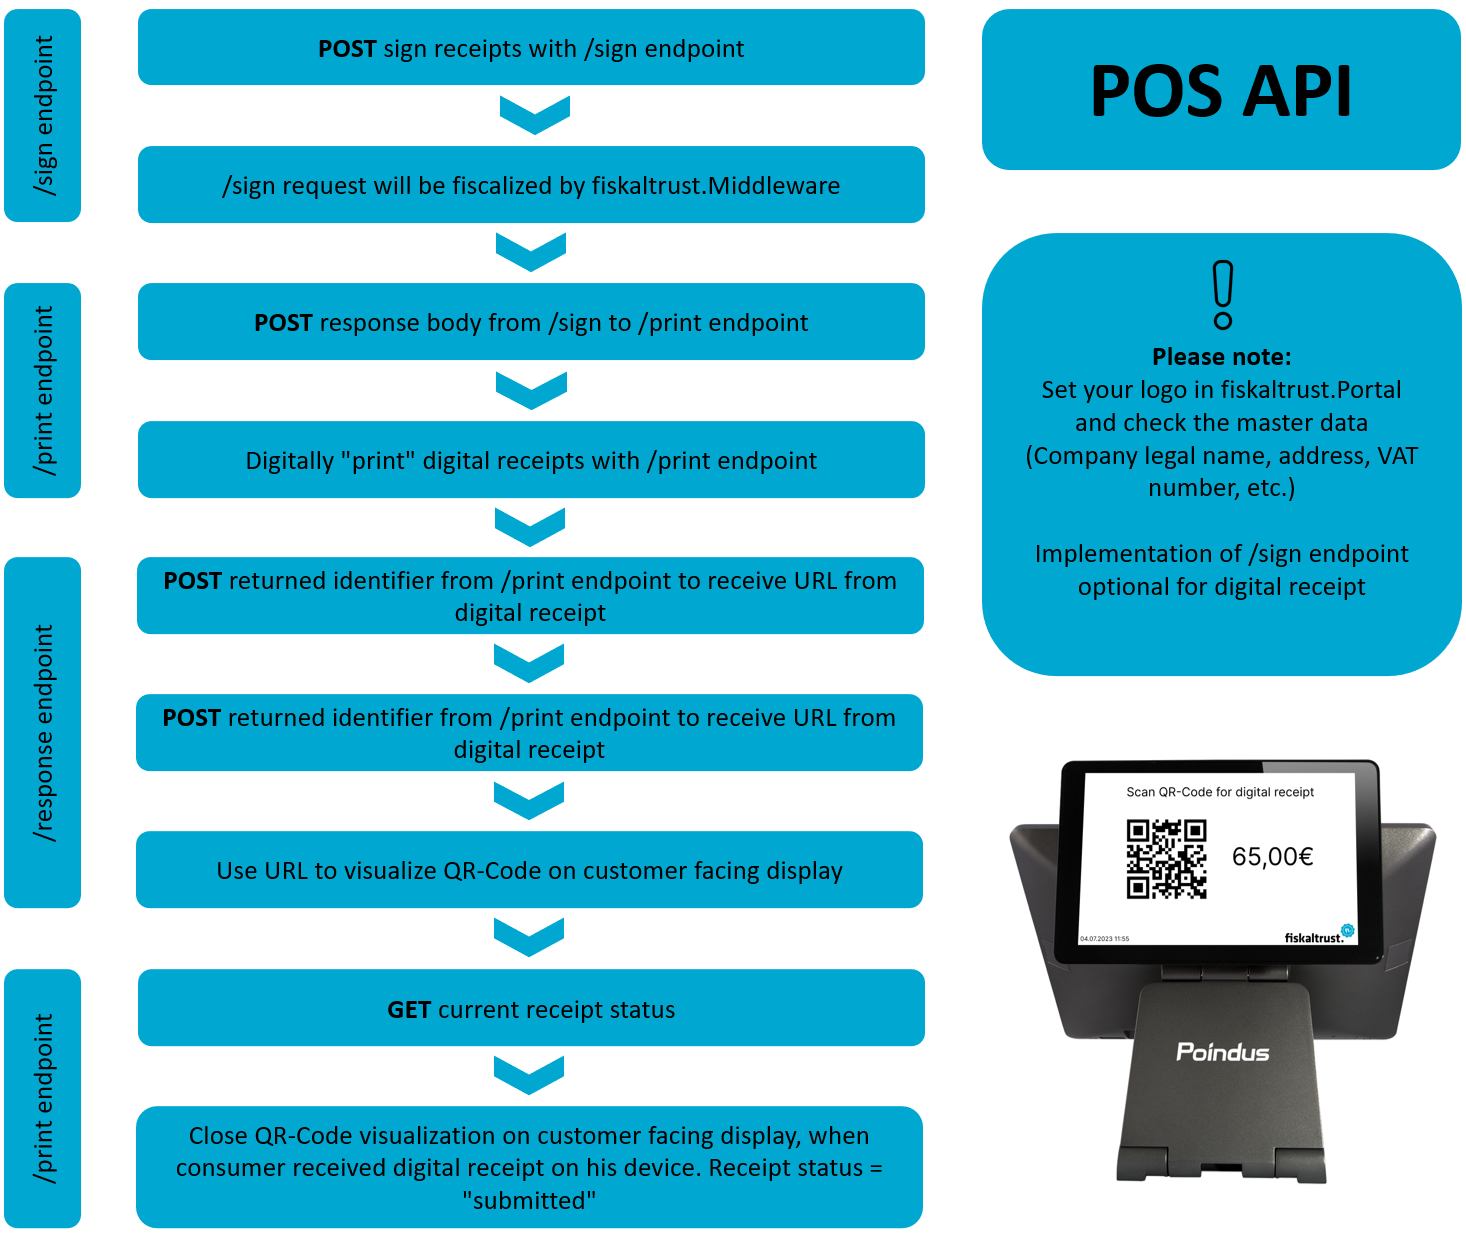 /sign endpoint
POST sign receipts with /sign endpoint
/sign request will be fiscalized by fiskaltrust.Middleware
/print endpoint
POST response body from /sign to /print endpoint
Digitally "print" digital receipts with /print endpoint
/response endpoint
POST returned identifier from /print endpoint to receive URL from
digital receipt
POST returned identifier from /print endpoint to receive URL from
digital receipt
Use URL to visualize QR-Code on customer facing display
/print endpoint
GET current receipt status
Close QR-Code visualization on customer facing display, when
consumer received digital receipt on his device. Receipt status =
"submitted"
POS API
Please note:
Set your logo in fiskaltrust.Portal
and check the master data
(Company legal name, address, VAT
number, etc.)
Implementation of /sign endpoint
optional for digital receipt
Scan QR-Code for digital receipt
65,00€
04.07.2023 11:55
fiskaltrust.
Poindus